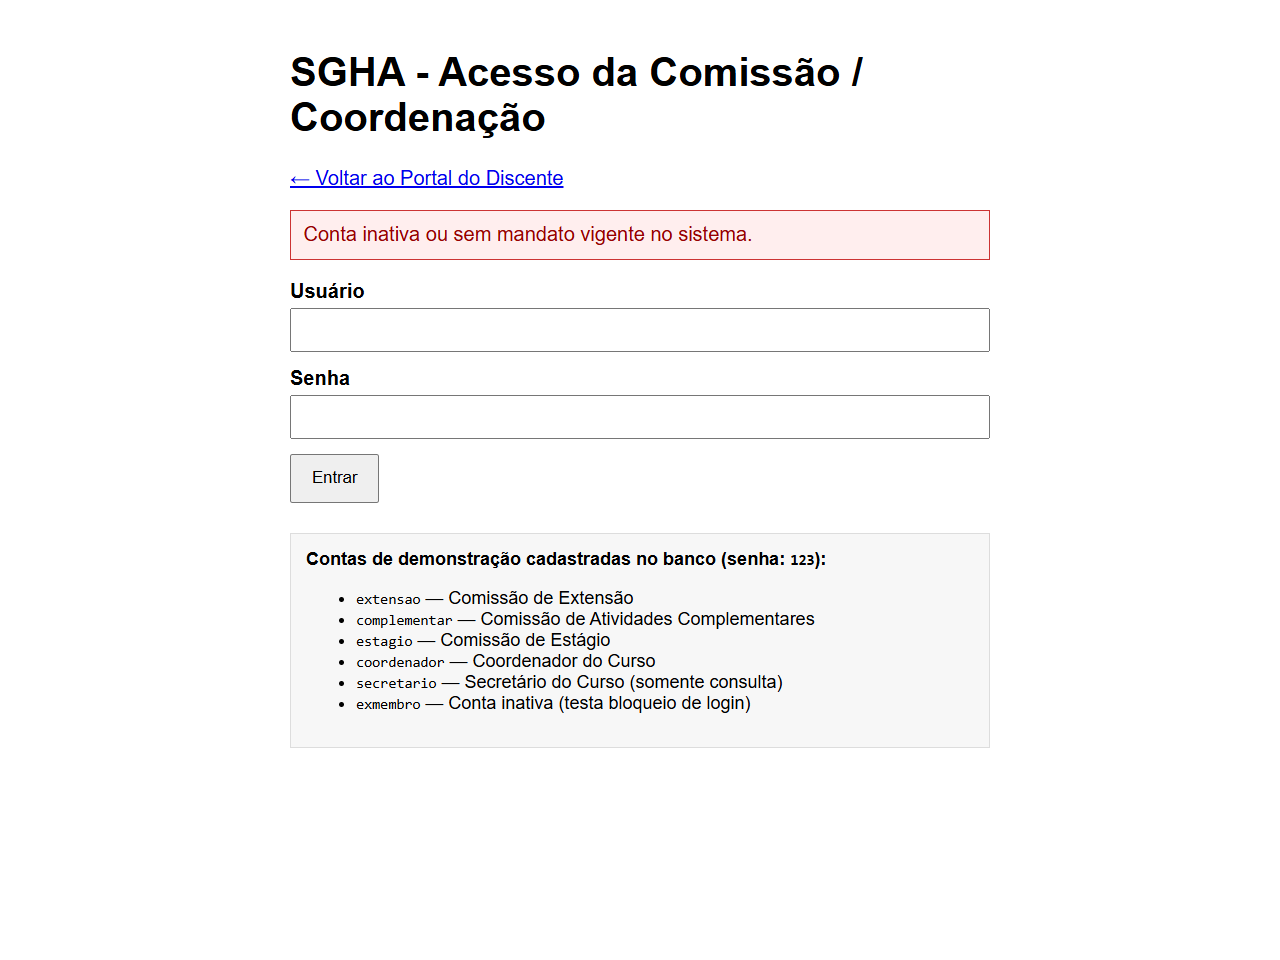 SGHA - Acesso da Comissão /
Coordenação
← Voltar ao Portal do Discente
Conta inativa ou sem mandato vigente no sistema.
Usuário
Senha
Entrar
Contas de demonstração cadastradas no banco (senha: 123):
• extensao — Comissão de Extensão
• complementar — Comissão de Atividades Complementares
• estagio — Comissão de Estágio
• coordenador — Coordenador do Curso
• secretario — Secretário do Curso (somente consulta)
• exmembro — Conta inativa (testa bloqueio de login)